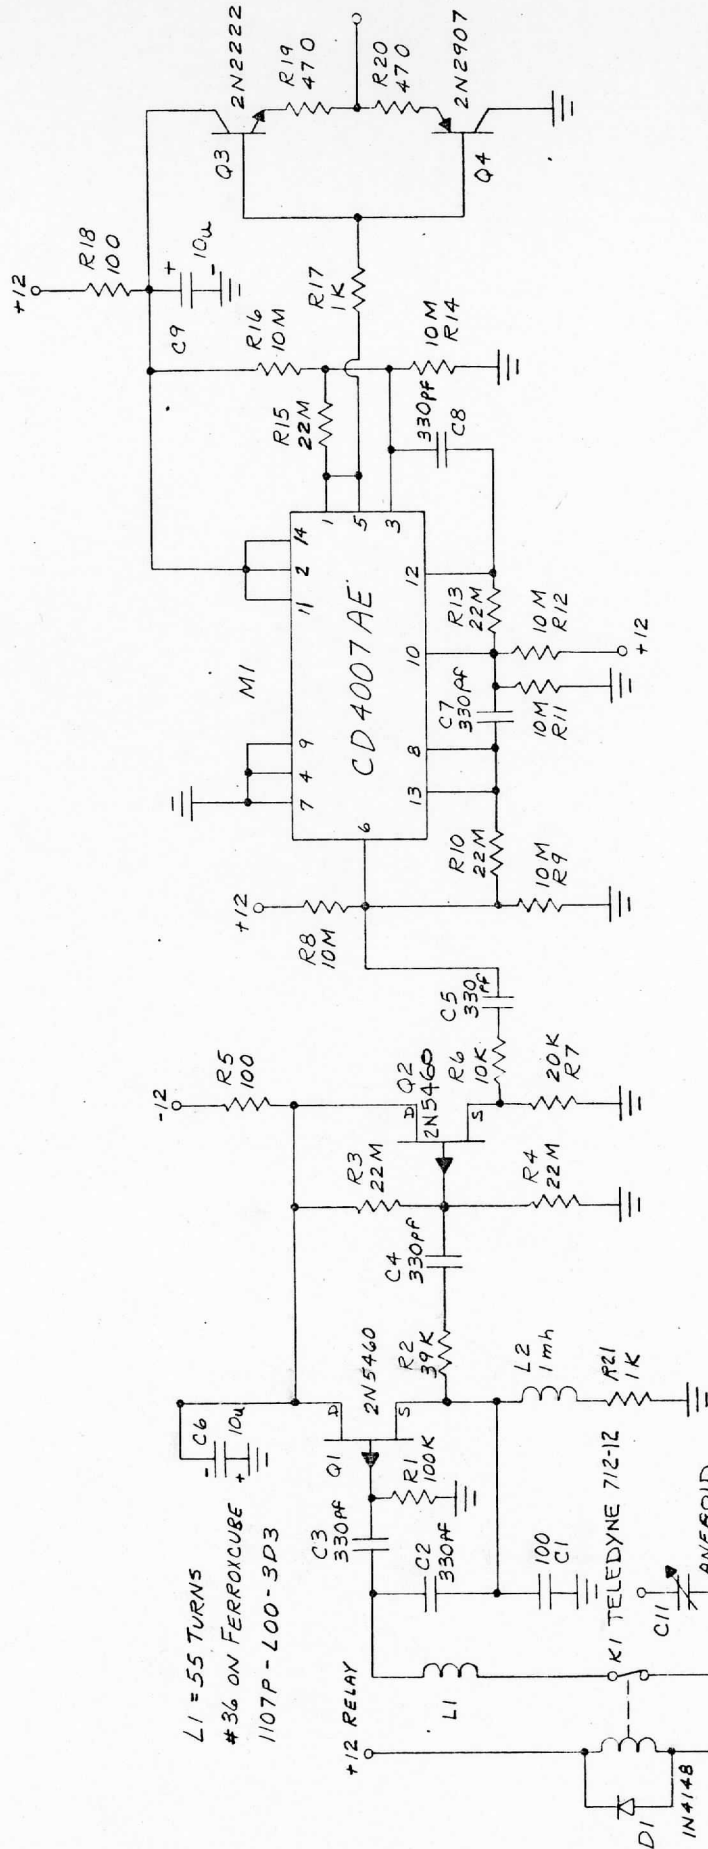 L1 = 55 TURNS
#36 ON FERROXCUBE
1107P-L00-3D3
+12 RELAY
D1
1N4148
L1
K1 TELEDYNE 712-12
C11
C1
100
C2
330pf
C3
330pf
R1
100K
Q1
2N5460
D
S
C6
10u
-
+
L2
1mh
R21
1K
R2
39K
C4
330pf
R3
22M
R4
22M
-12
R5
100
Q2
2N5460
D
S
R6
10K
R7
20K
C5
330
pf
+12
R8
10M
R9
10M
R10
22M
M1
CD4007AE
7
4
9
11
2
14
6
13
8
10
12
1
5
3
C7
330pf
R11
10M
R12
10M
+12
R13
22M
C8
330pf
R14
10M
R15
22M
R16
10M
R17
1K
+12
R18
100
C9
10u
+
-
Q3
2N2222
R19
470
R20
470
Q4
2N2907